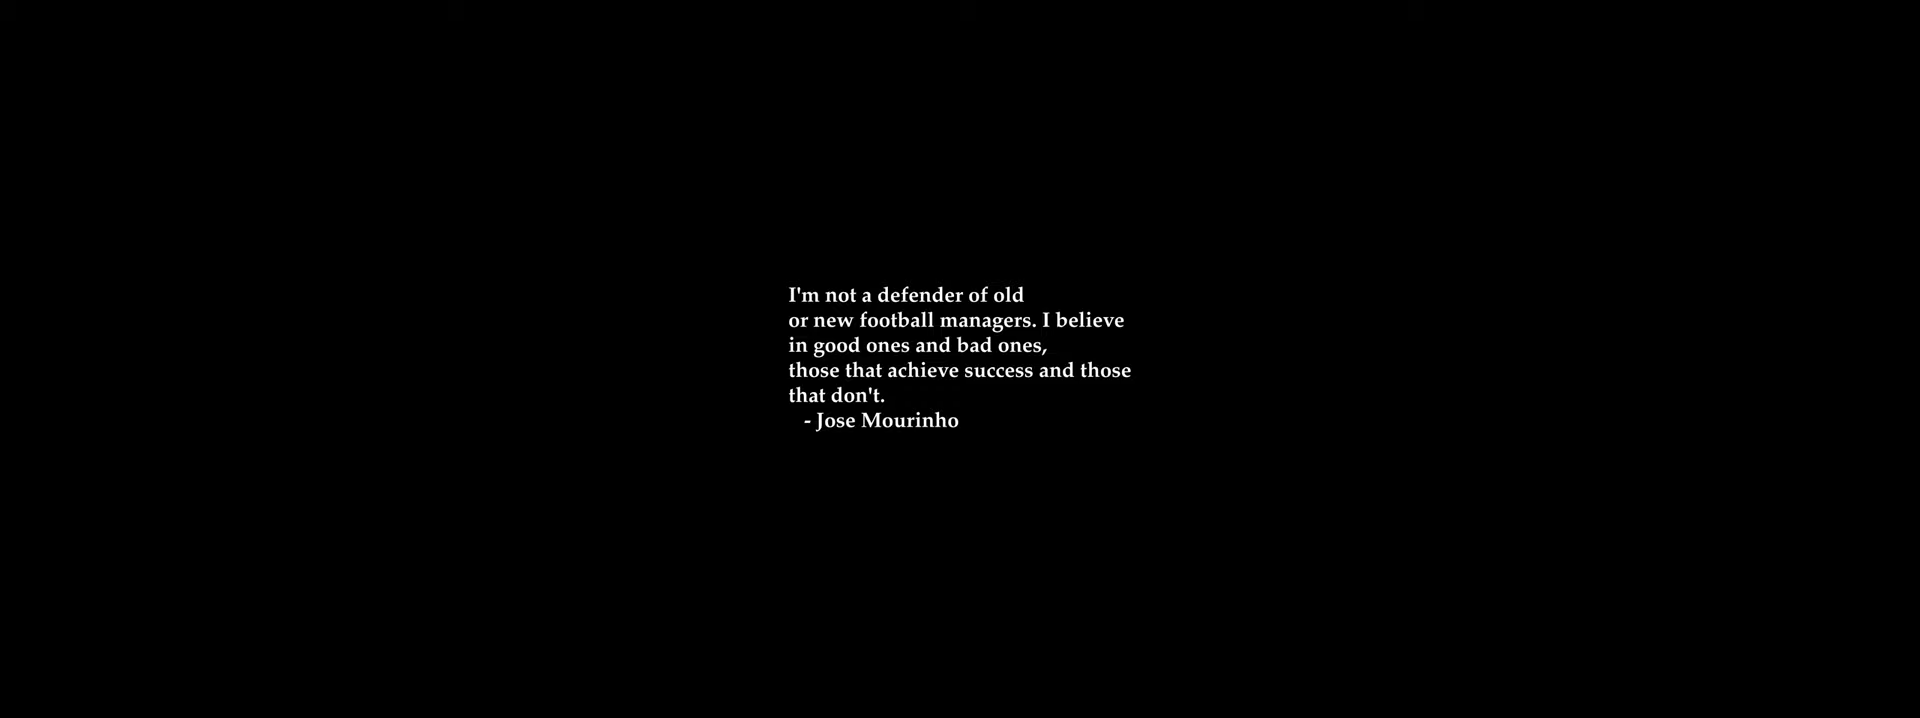 I'm not a defender of old
or new football managers. I believe
in good ones and bad ones,
those that achieve success and those
that don't.
- Jose Mourinho